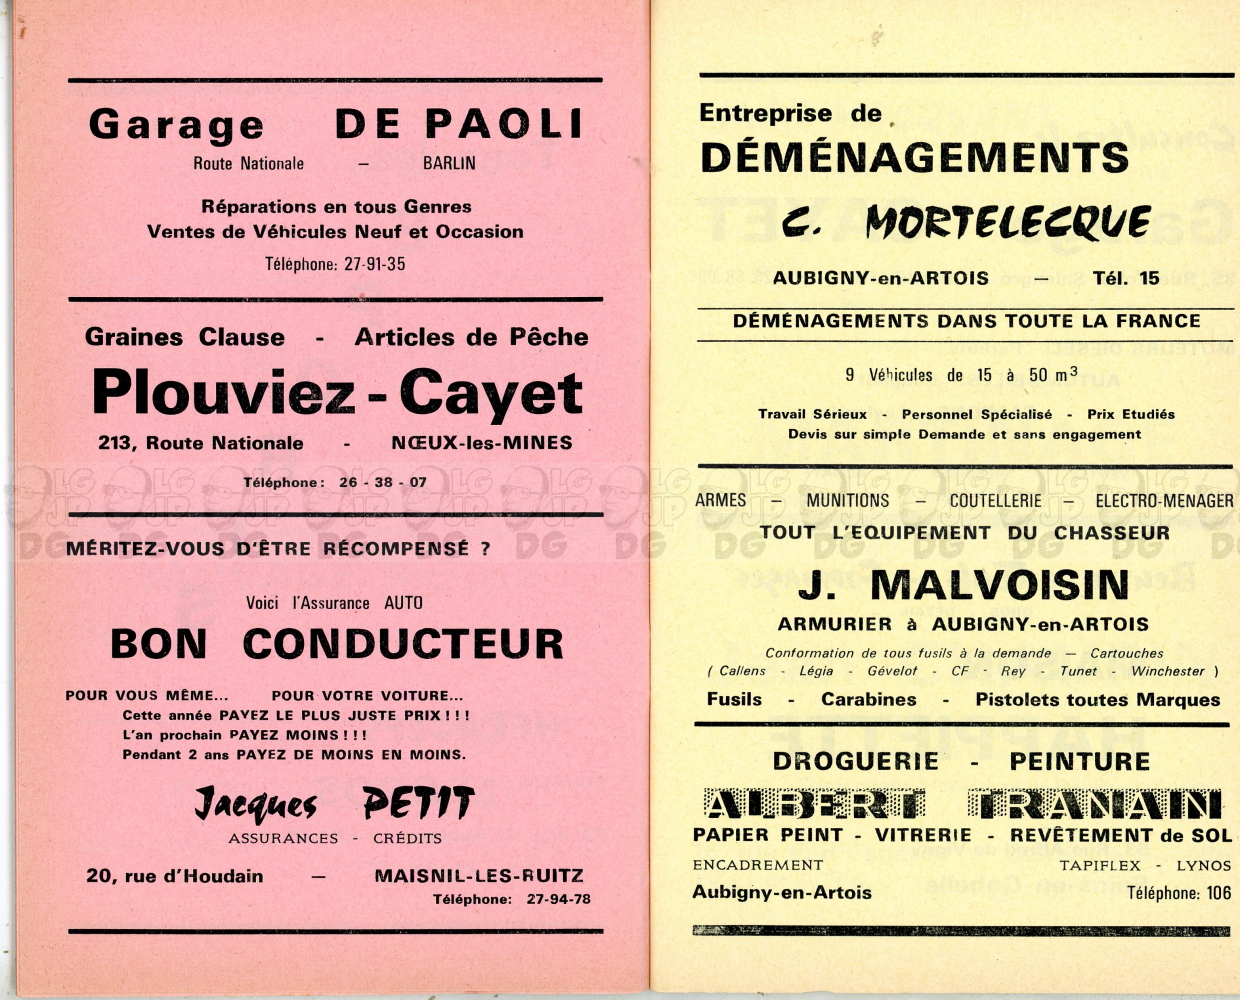 Garage DE PAOLI
Route Nationale — BARLIN
Réparations en tous Genres
Ventes de Véhicules Neuf et Occasion
Téléphone: 27-91-35
Graines Clause - Articles de Pêche
Plouviez - Cayet
213, Route Nationale - NŒUX-les-MINES
Téléphone: 26 - 38 - 07
MÉRITEZ-VOUS D'ÊTRE RÉCOMPENSÉ ?
Voici l'Assurance AUTO
BON CONDUCTEUR
POUR VOUS MÊME... POUR VOTRE VOITURE...
Cette année PAYEZ LE PLUS JUSTE PRIX ! ! !
L'an prochain PAYEZ MOINS ! ! !
Pendant 2 ans PAYEZ DE MOINS EN MOINS.
Jacques PETIT
ASSURANCES - CRÉDITS
20, rue d'Houdain — MAISNIL-LES-RUITZ
Téléphone: 27-94-78
Entreprise de
DÉMÉNAGEMENTS
C. MORTELECQUE
AUBIGNY-en-ARTOIS — Tél. 15
DÉMÉNAGEMENTS DANS TOUTE LA FRANCE
9 Véhicules de 15 à 50 m³
Travail Sérieux - Personnel Spécialisé - Prix Etudiés
Devis sur simple Demande et sans engagement
ARMES — MUNITIONS — COUTELLERIE — ELECTRO-MENAGER
TOUT L'EQUIPEMENT DU CHASSEUR
J. MALVOISIN
ARMURIER à AUBIGNY-en-ARTOIS
Conformation de tous fusils à la demande — Cartouches
( Callens - Légia - Gévelot - CF - Rey - Tunet - Winchester )
Fusils - Carabines - Pistolets toutes Marques
DROGUERIE - PEINTURE
ALBERT TRANAIN
PAPIER PEINT - VITRERIE - REVÊTEMENT de SOL
ENCADREMENT TAPIFLEX - LYNOS
Aubigny-en-Artois Téléphone: 106